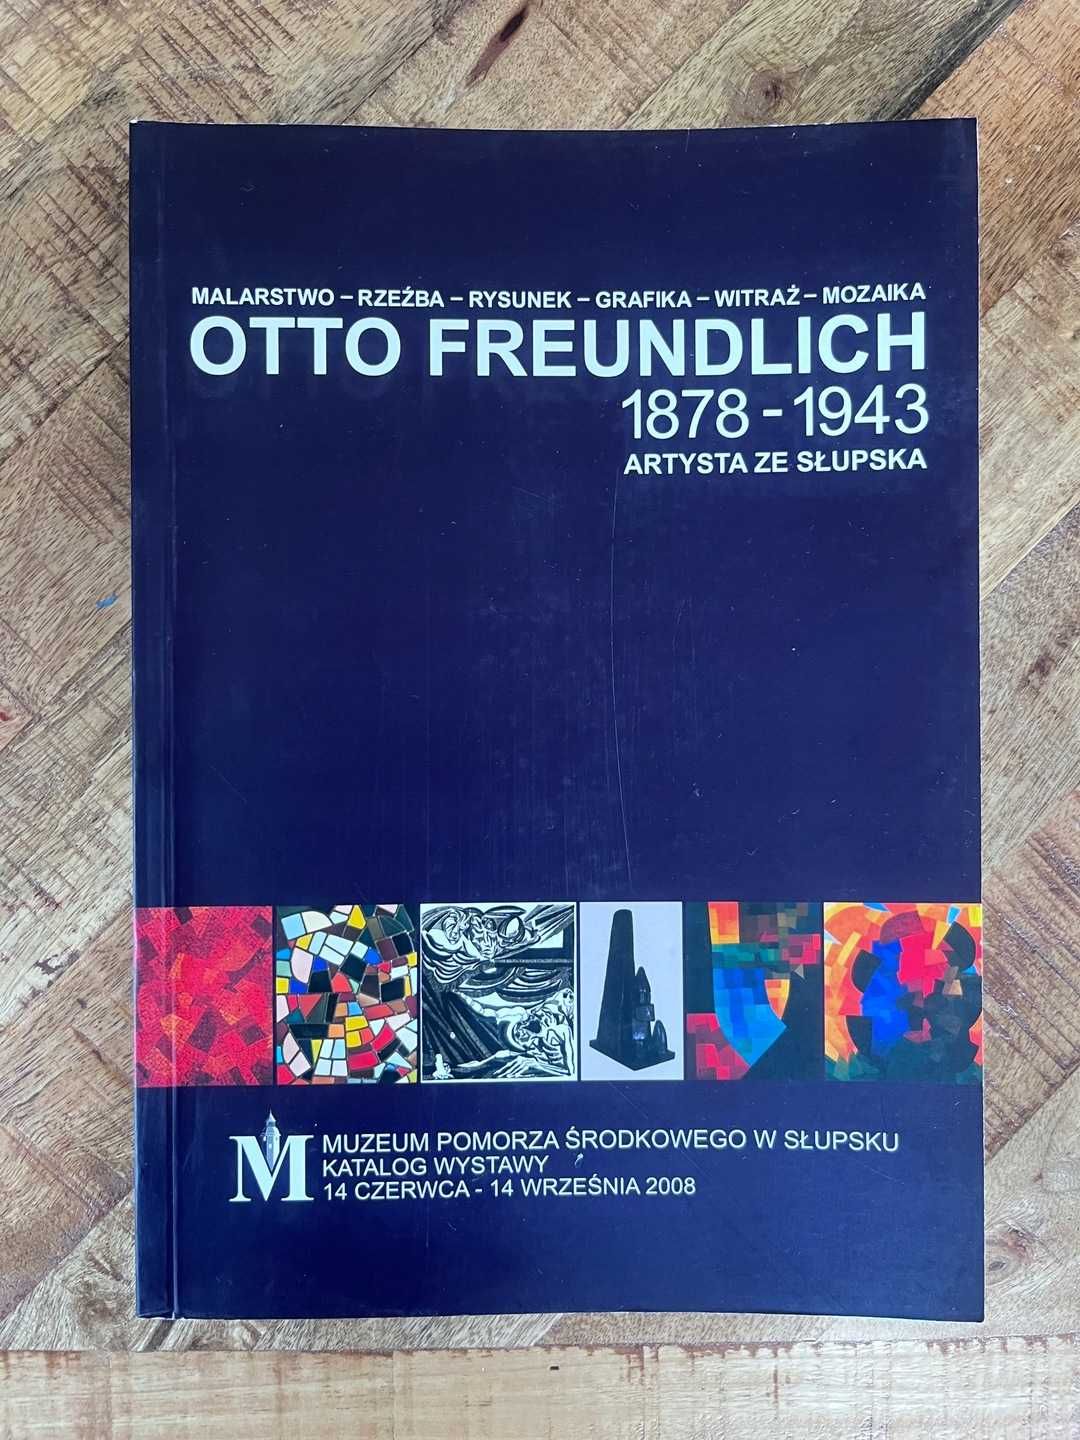 MALARSTWO – RZEŹBA – RYSUNEK – GRAFIKA – WITRAŻ – MOZAIKA
OTTO FREUNDLICH
1878 - 1943
ARTYSTA ZE SŁUPSKA
M
MUZEUM POMORZA ŚRODKOWEGO W SŁUPSKU
KATALOG WYSTAWY
14 CZERWCA - 14 WRZEŚNIA 2008